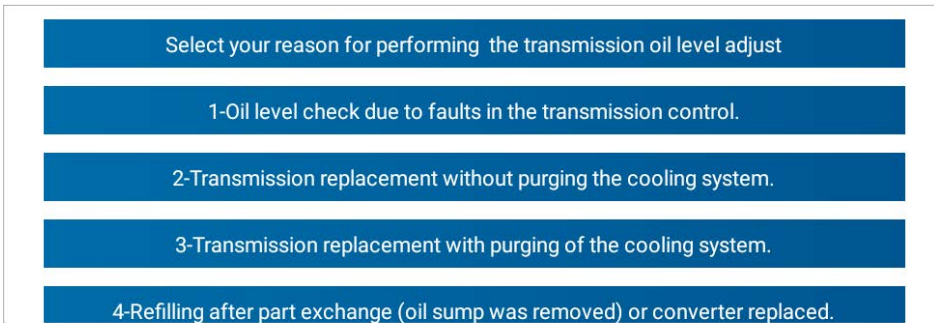 Select your reason for performing  the transmission oil level adjust
1-Oil level check due to faults in the transmission control.
2-Transmission replacement without purging the cooling system.
3-Transmission replacement with purging of the cooling system.
4-Refilling after part exchange (oil sump was removed) or converter replaced.